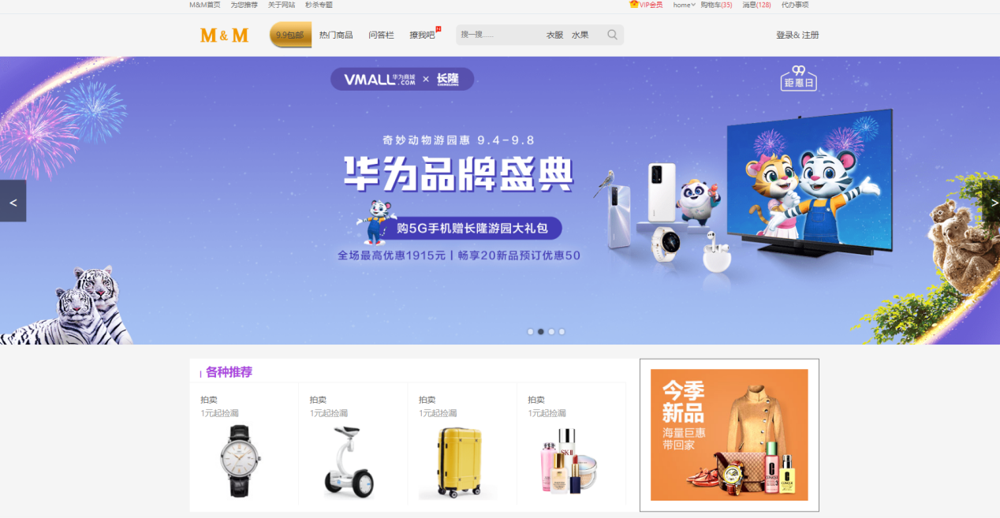 M&M首页 为您推荐 关于网站 秒杀专题 VIP会员 home 购物车(35) 消息(128) 代办事项
M & M 9.9包邮 热门商品 问答栏 撩我吧 搜一搜...... 衣服 水果 登录& 注册
VMALL.COM 华为商城 × 长隆 CHIMELONG
99
距惠日
奇妙动物游园惠 9.4-9.8
华为品牌盛典
< >
购5G手机赠长隆游园大礼包
全场最高优惠1915元丨畅享20新品预订优惠50
各种推荐
拍卖 拍卖 拍卖 拍卖
1元起捡漏 1元起捡漏 1元起捡漏 1元起捡漏
SK-II
今季
新品
海量巨惠
带回家
CLINIQUE CLINIQUE